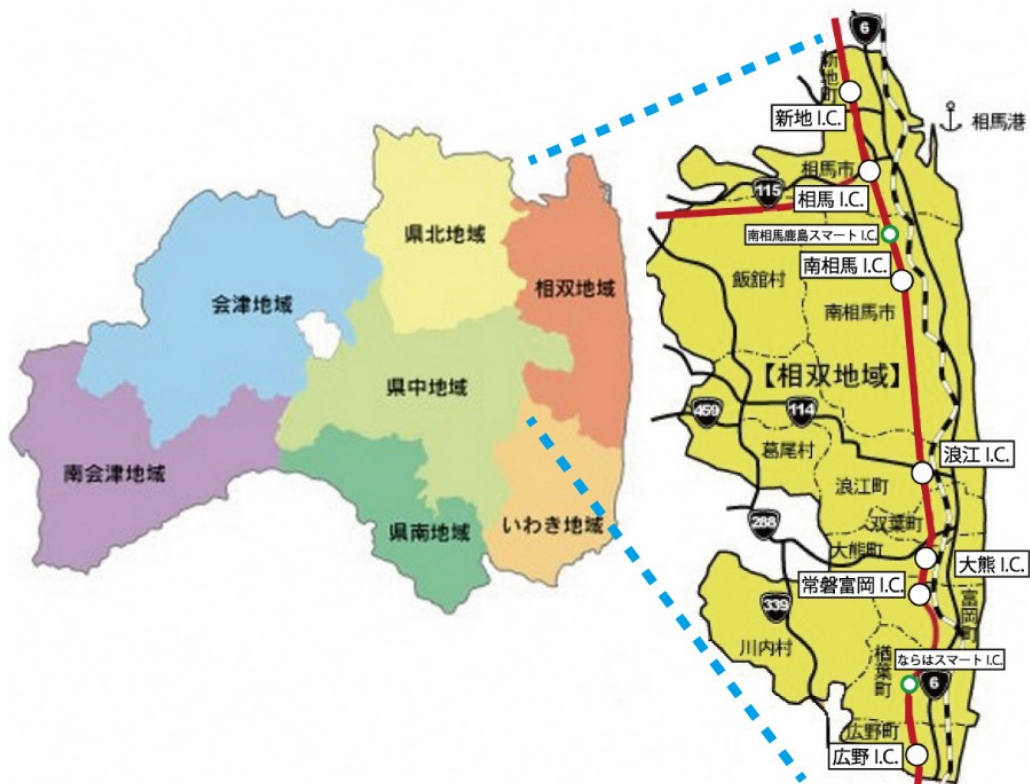 県北地域
会津地域
相双地域
県中地域
南会津地域
県南地域
いわき地域
6
新地町
新地 I.C.
相馬港
相馬市
115
相馬 I.C.
南相馬鹿島スマート I.C.
南相馬 I.C.
飯舘村
南相馬市
【相双地域】
459
114
葛尾村
浪江 I.C.
浪江町
双葉町
288
大熊町
大熊 I.C.
常磐富岡 I.C.
富岡町
339
川内村
ならはスマート I.C.
楢葉町
6
広野町
広野 I.C.